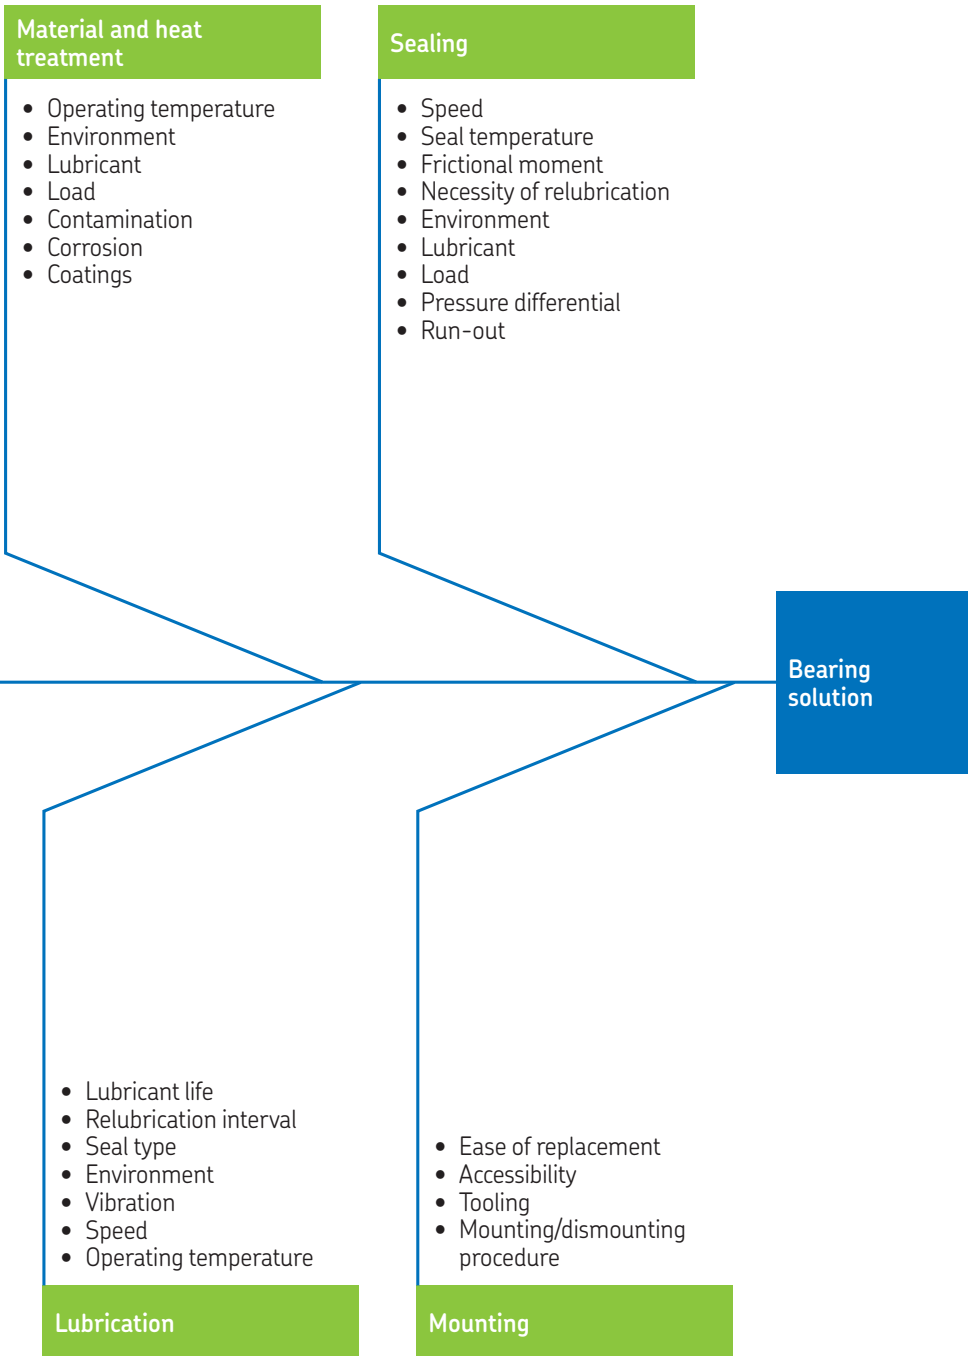 Material and heat
treatment
• Operating temperature
• Environment
• Lubricant
• Load
• Contamination
• Corrosion
• Coatings
Sealing
• Speed
• Seal temperature
• Frictional moment
• Necessity of relubrication
• Environment
• Lubricant
• Load
• Pressure differential
• Run-out
Bearing
solution
• Lubricant life
• Relubrication interval
• Seal type
• Environment
• Vibration
• Speed
• Operating temperature
Lubrication
• Ease of replacement
• Accessibility
• Tooling
• Mounting/dismounting
procedure
Mounting